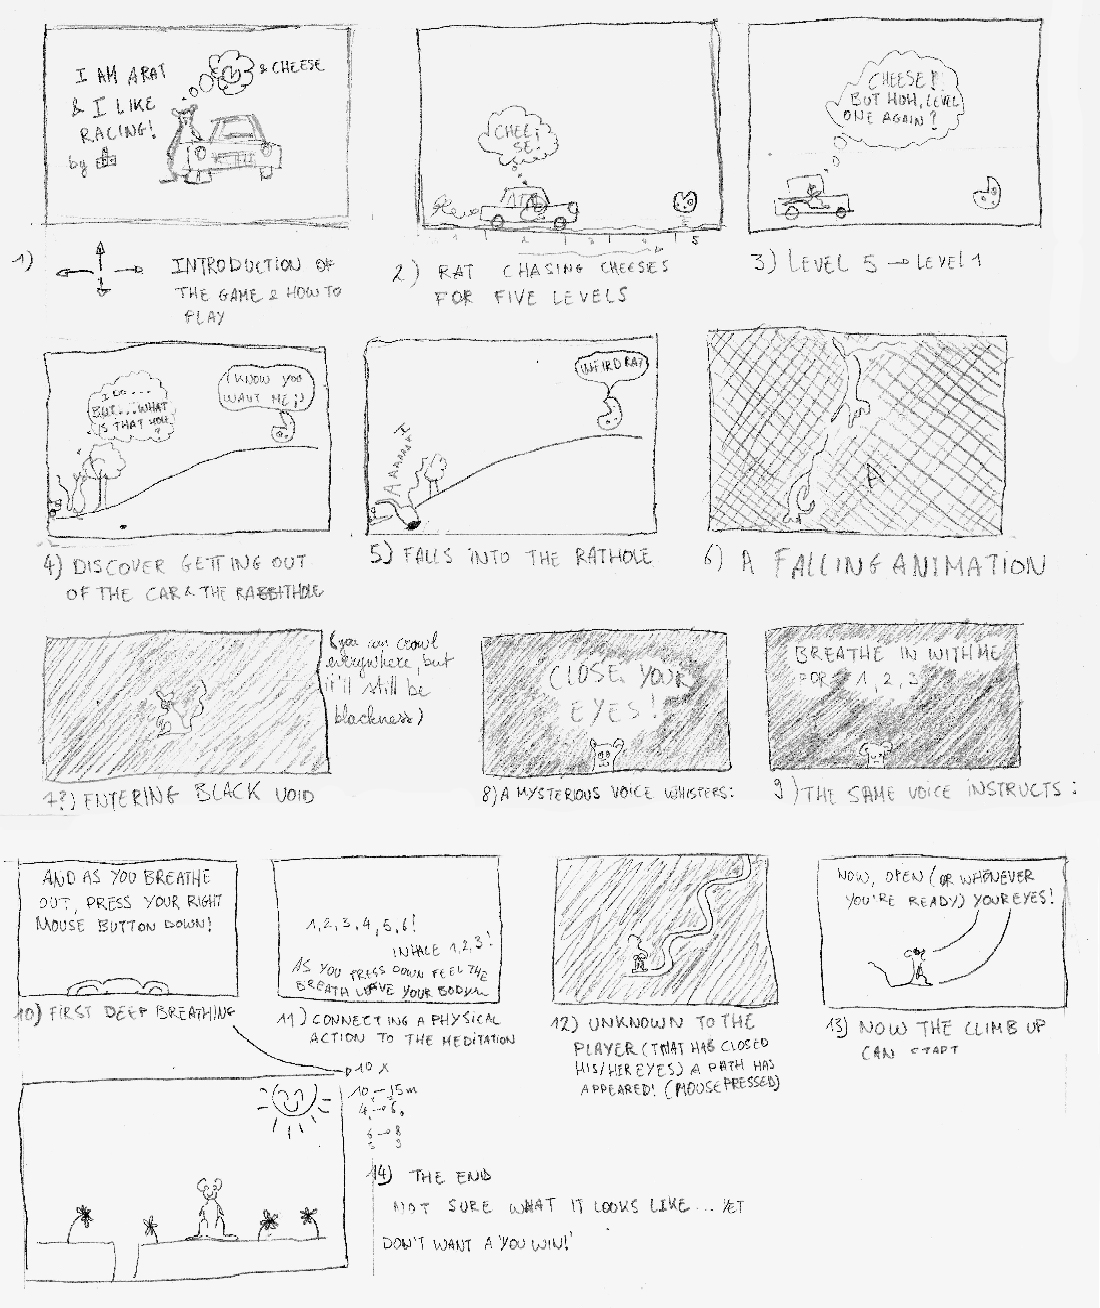 I AM A RAT
& I LIKE
RACING!
by
& CHEESE
1)
INTRODUCTION OF
THE GAME & HOW TO
PLAY
CHEE
SE!
1 2 3 4 5
2) RAT CHASING CHEESES
FOR FIVE LEVELS
CHEESE!
BUT HUH, LEVEL
ONE AGAIN?
3) LEVEL 5 → LEVEL 1
I DO...
BUT...WHAT
IS THAT HUH
?
I KNOW YOU
WANT ME ;)
4) DISCOVER GETTING OUT
OF THE CAR & THE RABBITHOLE
AAAAAAAH
WEIRD RAT
5) FALLS INTO THE RATHOLE
A
6) A FALLING ANIMATION
(you can crawl
everywhere, but
it'll still be
blackness)
7?) ENTERING BLACK VOID
CLOSE YOUR
EYES!
8) A MYSTERIOUS VOICE WHISPERS:
BREATHE IN WITH ME
FOR 1, 2, 3
9) THE SAME VOICE INSTRUCTS:
AND AS YOU BREATHE
OUT, PRESS YOUR RIGHT
MOUSE BUTTON DOWN!
10) FIRST DEEP BREATHING
1, 2, 3, 4, 5, 6!
INHALE 1, 2, 3!
AS YOU PRESS DOWN FEEL THE
BREATH LEAVE YOUR BODY
11) CONNECTING A PHYSICAL
ACTION TO THE MEDITATION
12) UNKNOWN TO THE
PLAYER (THAT HAS CLOSED
HIS/HER EYES) A PATH HAS
APPEARED! (MOUSE PRESSED)
NOW, OPEN (OR WHENEVER
YOU'RE READY) YOUR EYES!
13) NOW THE CLIMB UP
CAN START
10 x
10 → 15m
4 → 6
6 → 8
14) THE END
NOT SURE WHAT IT LOOKS LIKE ... YET
DON'T WANT A 'YOU WIN!'